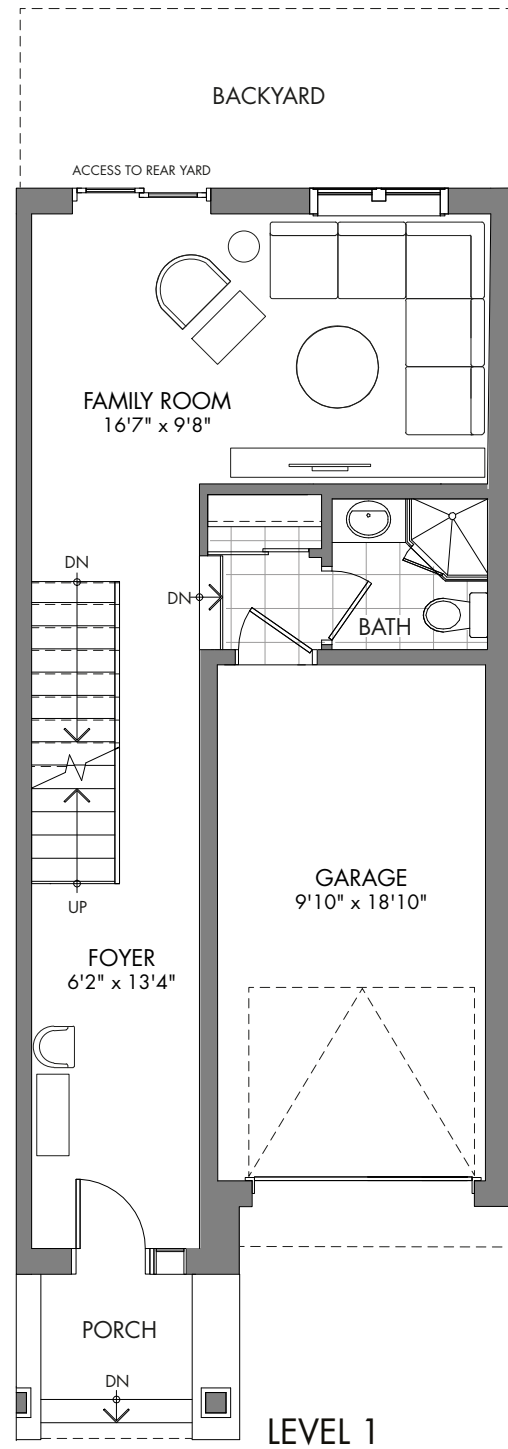 BACKYARD
ACCESS TO REAR YARD
FAMILY ROOM
16'7" x 9'8"
DN
DN
BATH
GARAGE
9'10" x 18'10"
UP
FOYER
6'2" x 13'4"
PORCH
DN
LEVEL 1